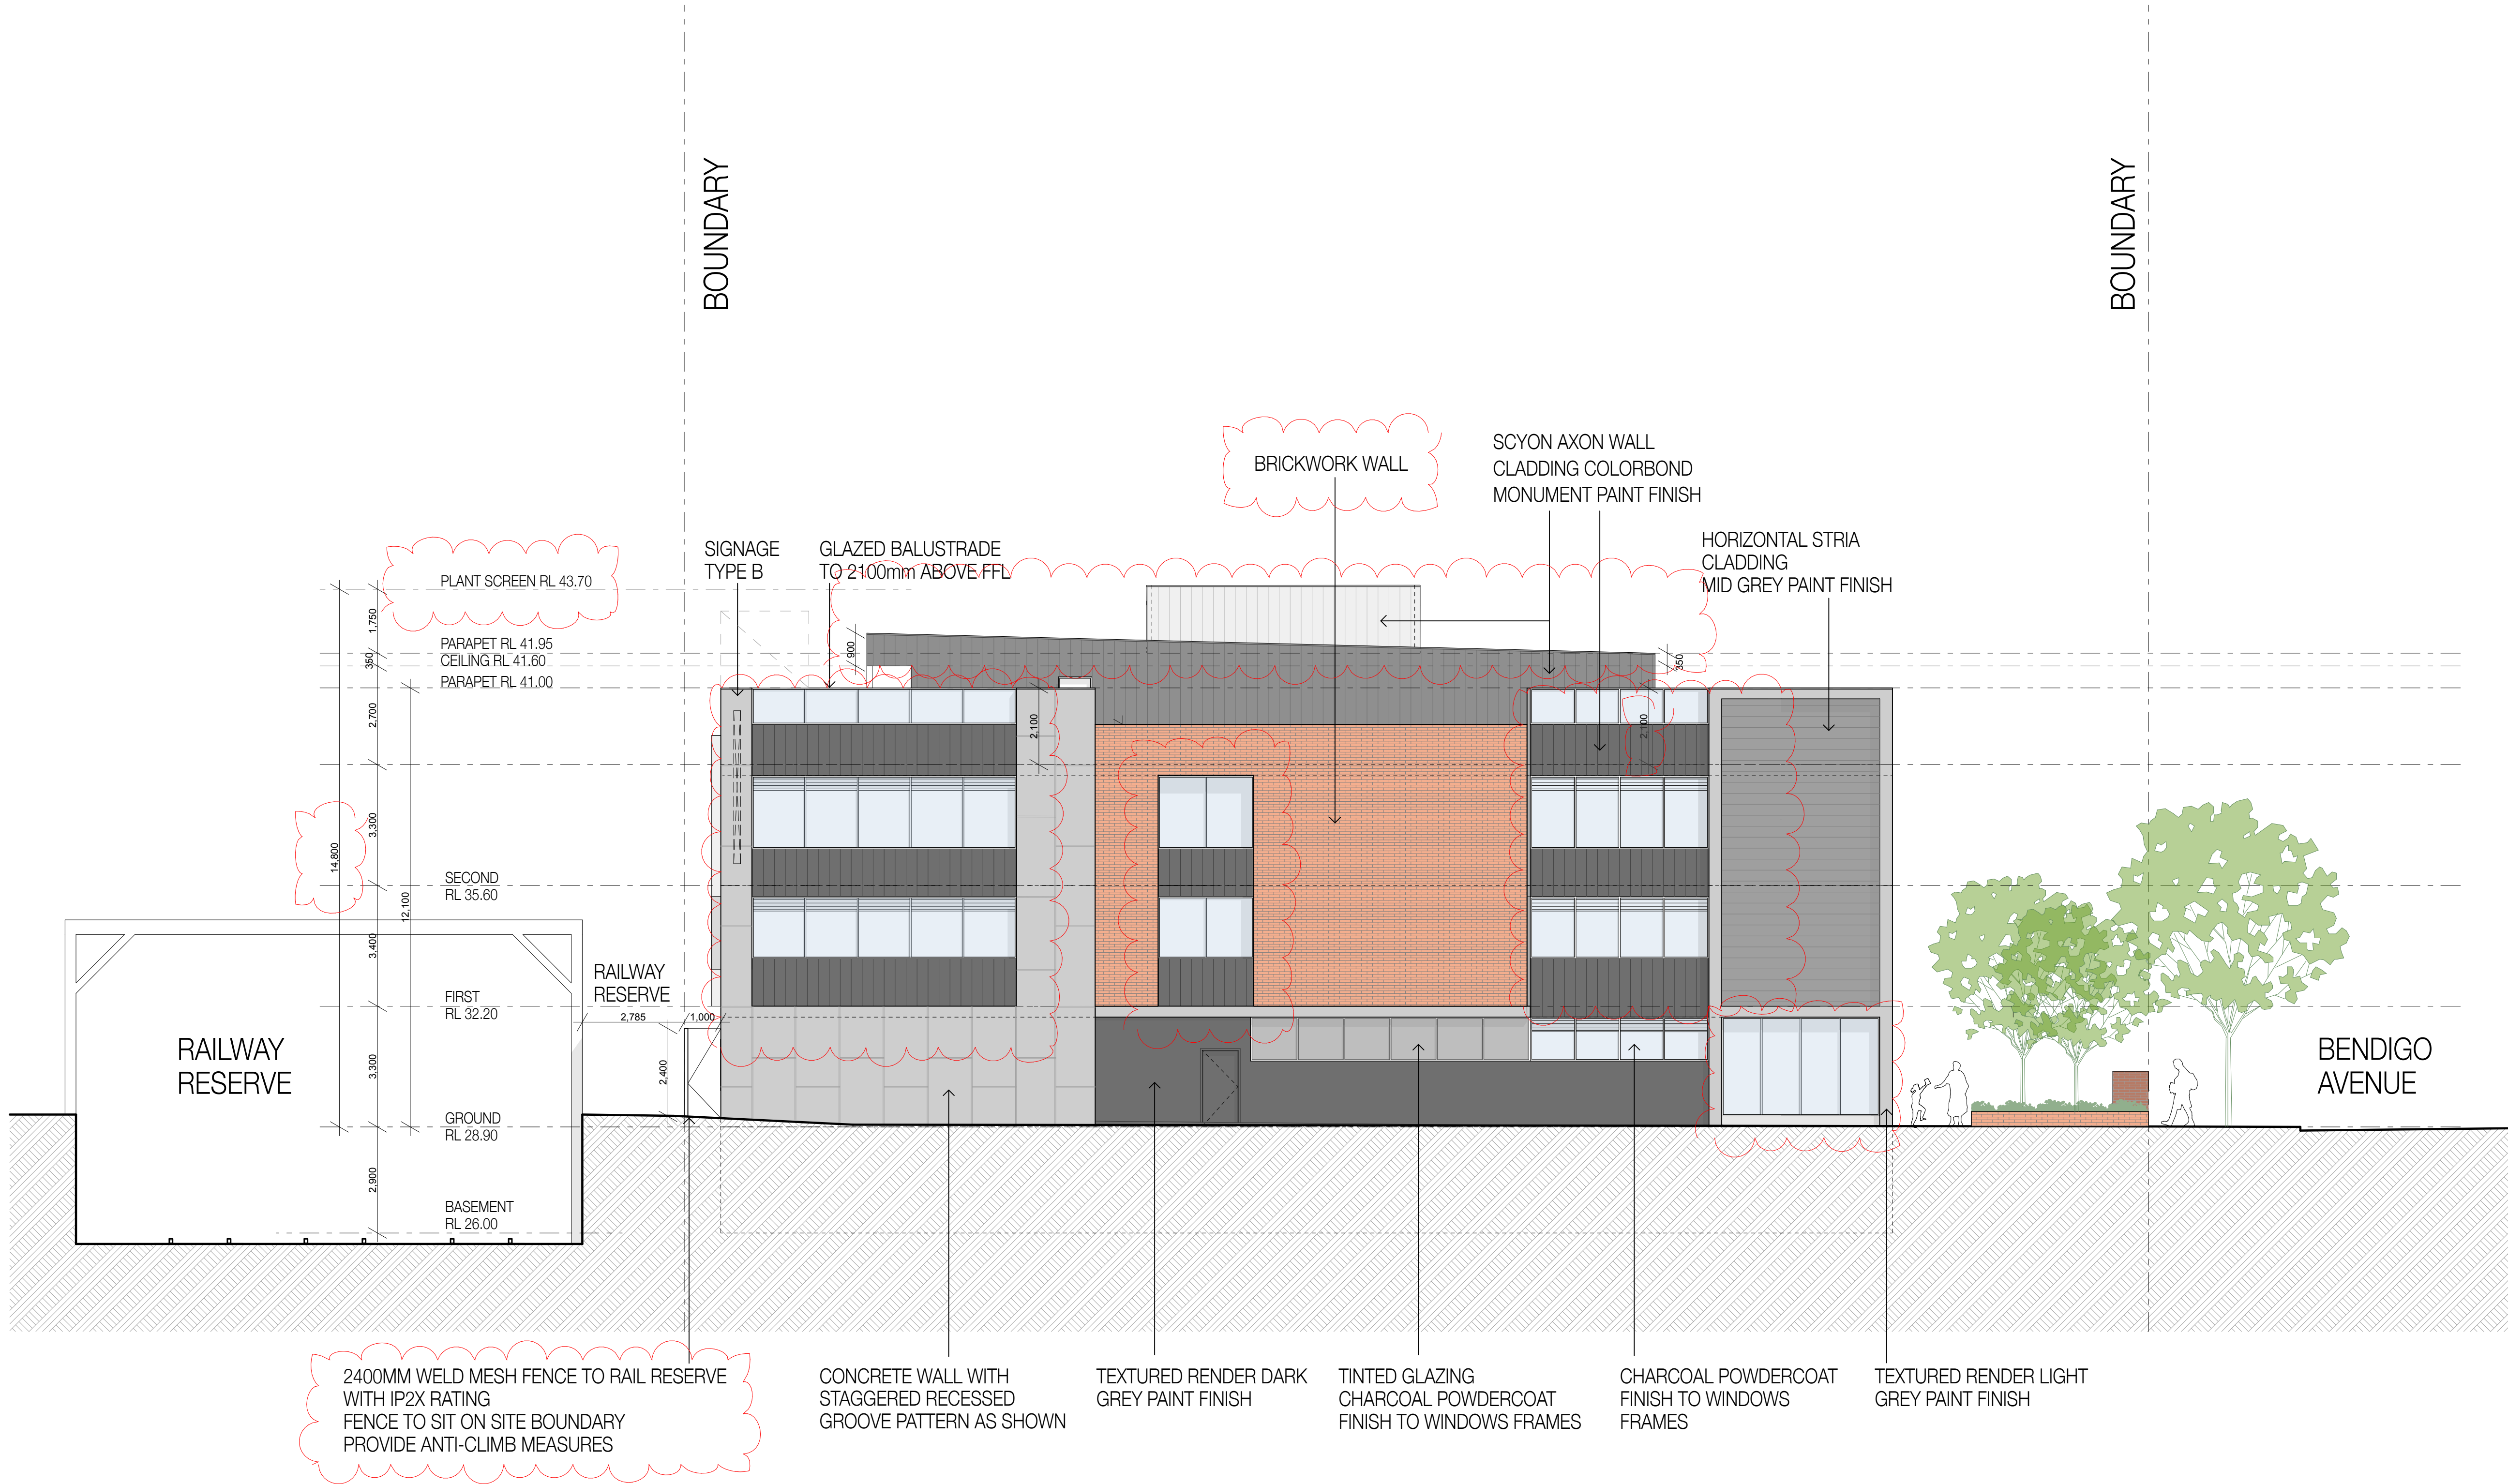 BOUNDARY
BOUNDARY
BRICKWORK WALL
SCYON AXON WALL
CLADDING COLORBOND
MONUMENT PAINT FINISH
SIGNAGE
TYPE B
GLAZED BALUSTRADE
TO 2100mm ABOVE FFL
HORIZONTAL STRIA
CLADDING
MID GREY PAINT FINISH
PLANT SCREEN RL 43.70
1,750
PARAPET RL 41.95
350
CEILING RL 41.60
PARAPET RL 41.00
900
350
2,700
2,100
2,100
3,300
14,800
SECOND
RL 35.60
12,100
3,400
RAILWAY
RESERVE
FIRST
RL 32.20
2,785
1,000
RAILWAY
RESERVE
3,300
2,400
BENDIGO
AVENUE
GROUND
RL 28.90
2,900
BASEMENT
RL 26.00
2400MM WELD MESH FENCE TO RAIL RESERVE
WITH IP2X RATING
FENCE TO SIT ON SITE BOUNDARY
PROVIDE ANTI-CLIMB MEASURES
CONCRETE WALL WITH
STAGGERED RECESSED
GROOVE PATTERN AS SHOWN
TEXTURED RENDER DARK
GREY PAINT FINISH
TINTED GLAZING
CHARCOAL POWDERCOAT
FINISH TO WINDOWS FRAMES
CHARCOAL POWDERCOAT
FINISH TO WINDOWS
FRAMES
TEXTURED RENDER LIGHT
GREY PAINT FINISH